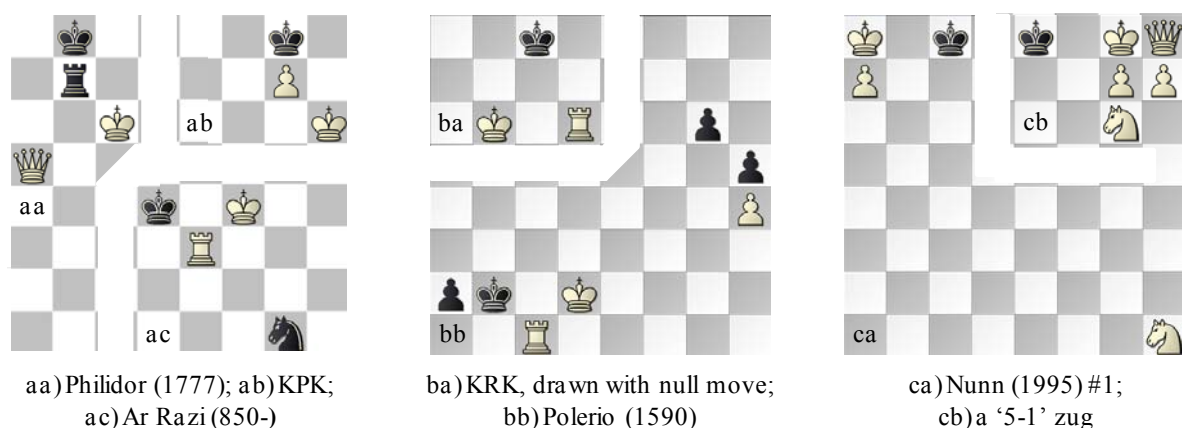 ab
ba
cb
aa
ac
bb
ca
aa) Philidor (1777); ab) KPK;
ac) Ar Razi (850-)
ba) KRK, drawn with null move;
bb) Polerio (1590)
ca) Nunn (1995) #1;
cb) a ‘5-1’ zug